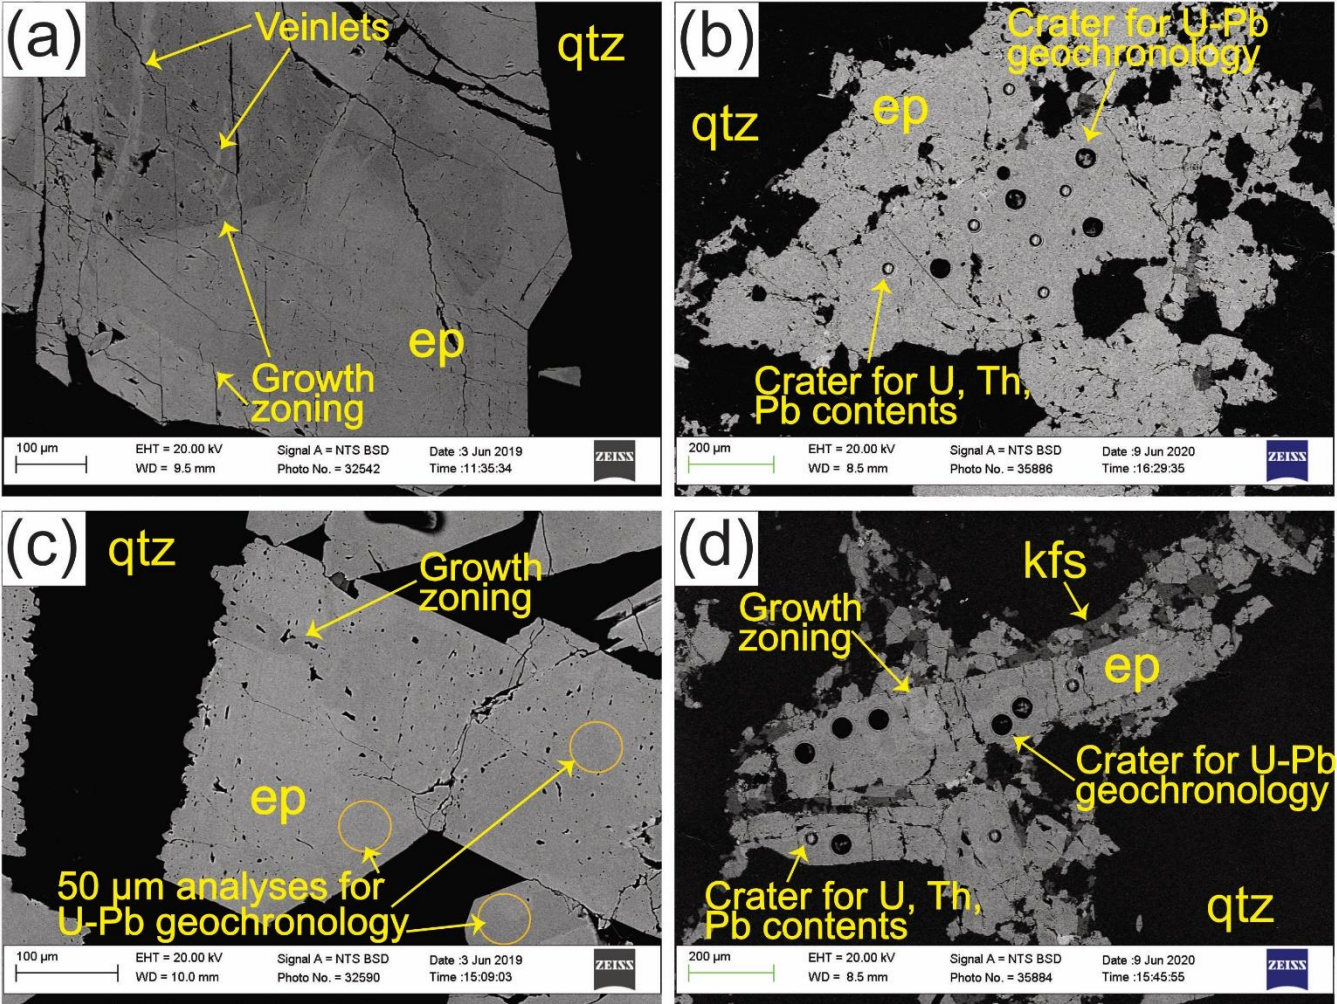 (a)
Veinlets
qtz
ep
Growth
zoning
100 µm
EHT = 20.00 kV
WD = 9.5 mm
Signal A = NTS BSD
Photo No. = 32542
Date :3 Jun 2019
Time :11:35:34
ZEISS
(b)
Crater for U-Pb
geochronology
ep
qtz
Crater for U, Th,
Pb contents
200 µm
EHT = 20.00 kV
WD = 8.5 mm
Signal A = NTS BSD
Photo No. = 35886
Date :9 Jun 2020
Time :16:29:35
ZEISS
(c)
qtz
Growth
zoning
ep
50 µm analyses for
U-Pb geochronology
100 µm
EHT = 20.00 kV
WD = 10.0 mm
Signal A = NTS BSD
Photo No. = 32590
Date :3 Jun 2019
Time :15:09:03
ZEISS
(d)
kfs
Growth
zoning
ep
Crater for U-Pb
geochronology
Crater for U, Th,
Pb contents
qtz
200 µm
EHT = 20.00 kV
WD = 8.5 mm
Signal A = NTS BSD
Photo No. = 35884
Date :9 Jun 2020
Time :15:45:55
ZEISS